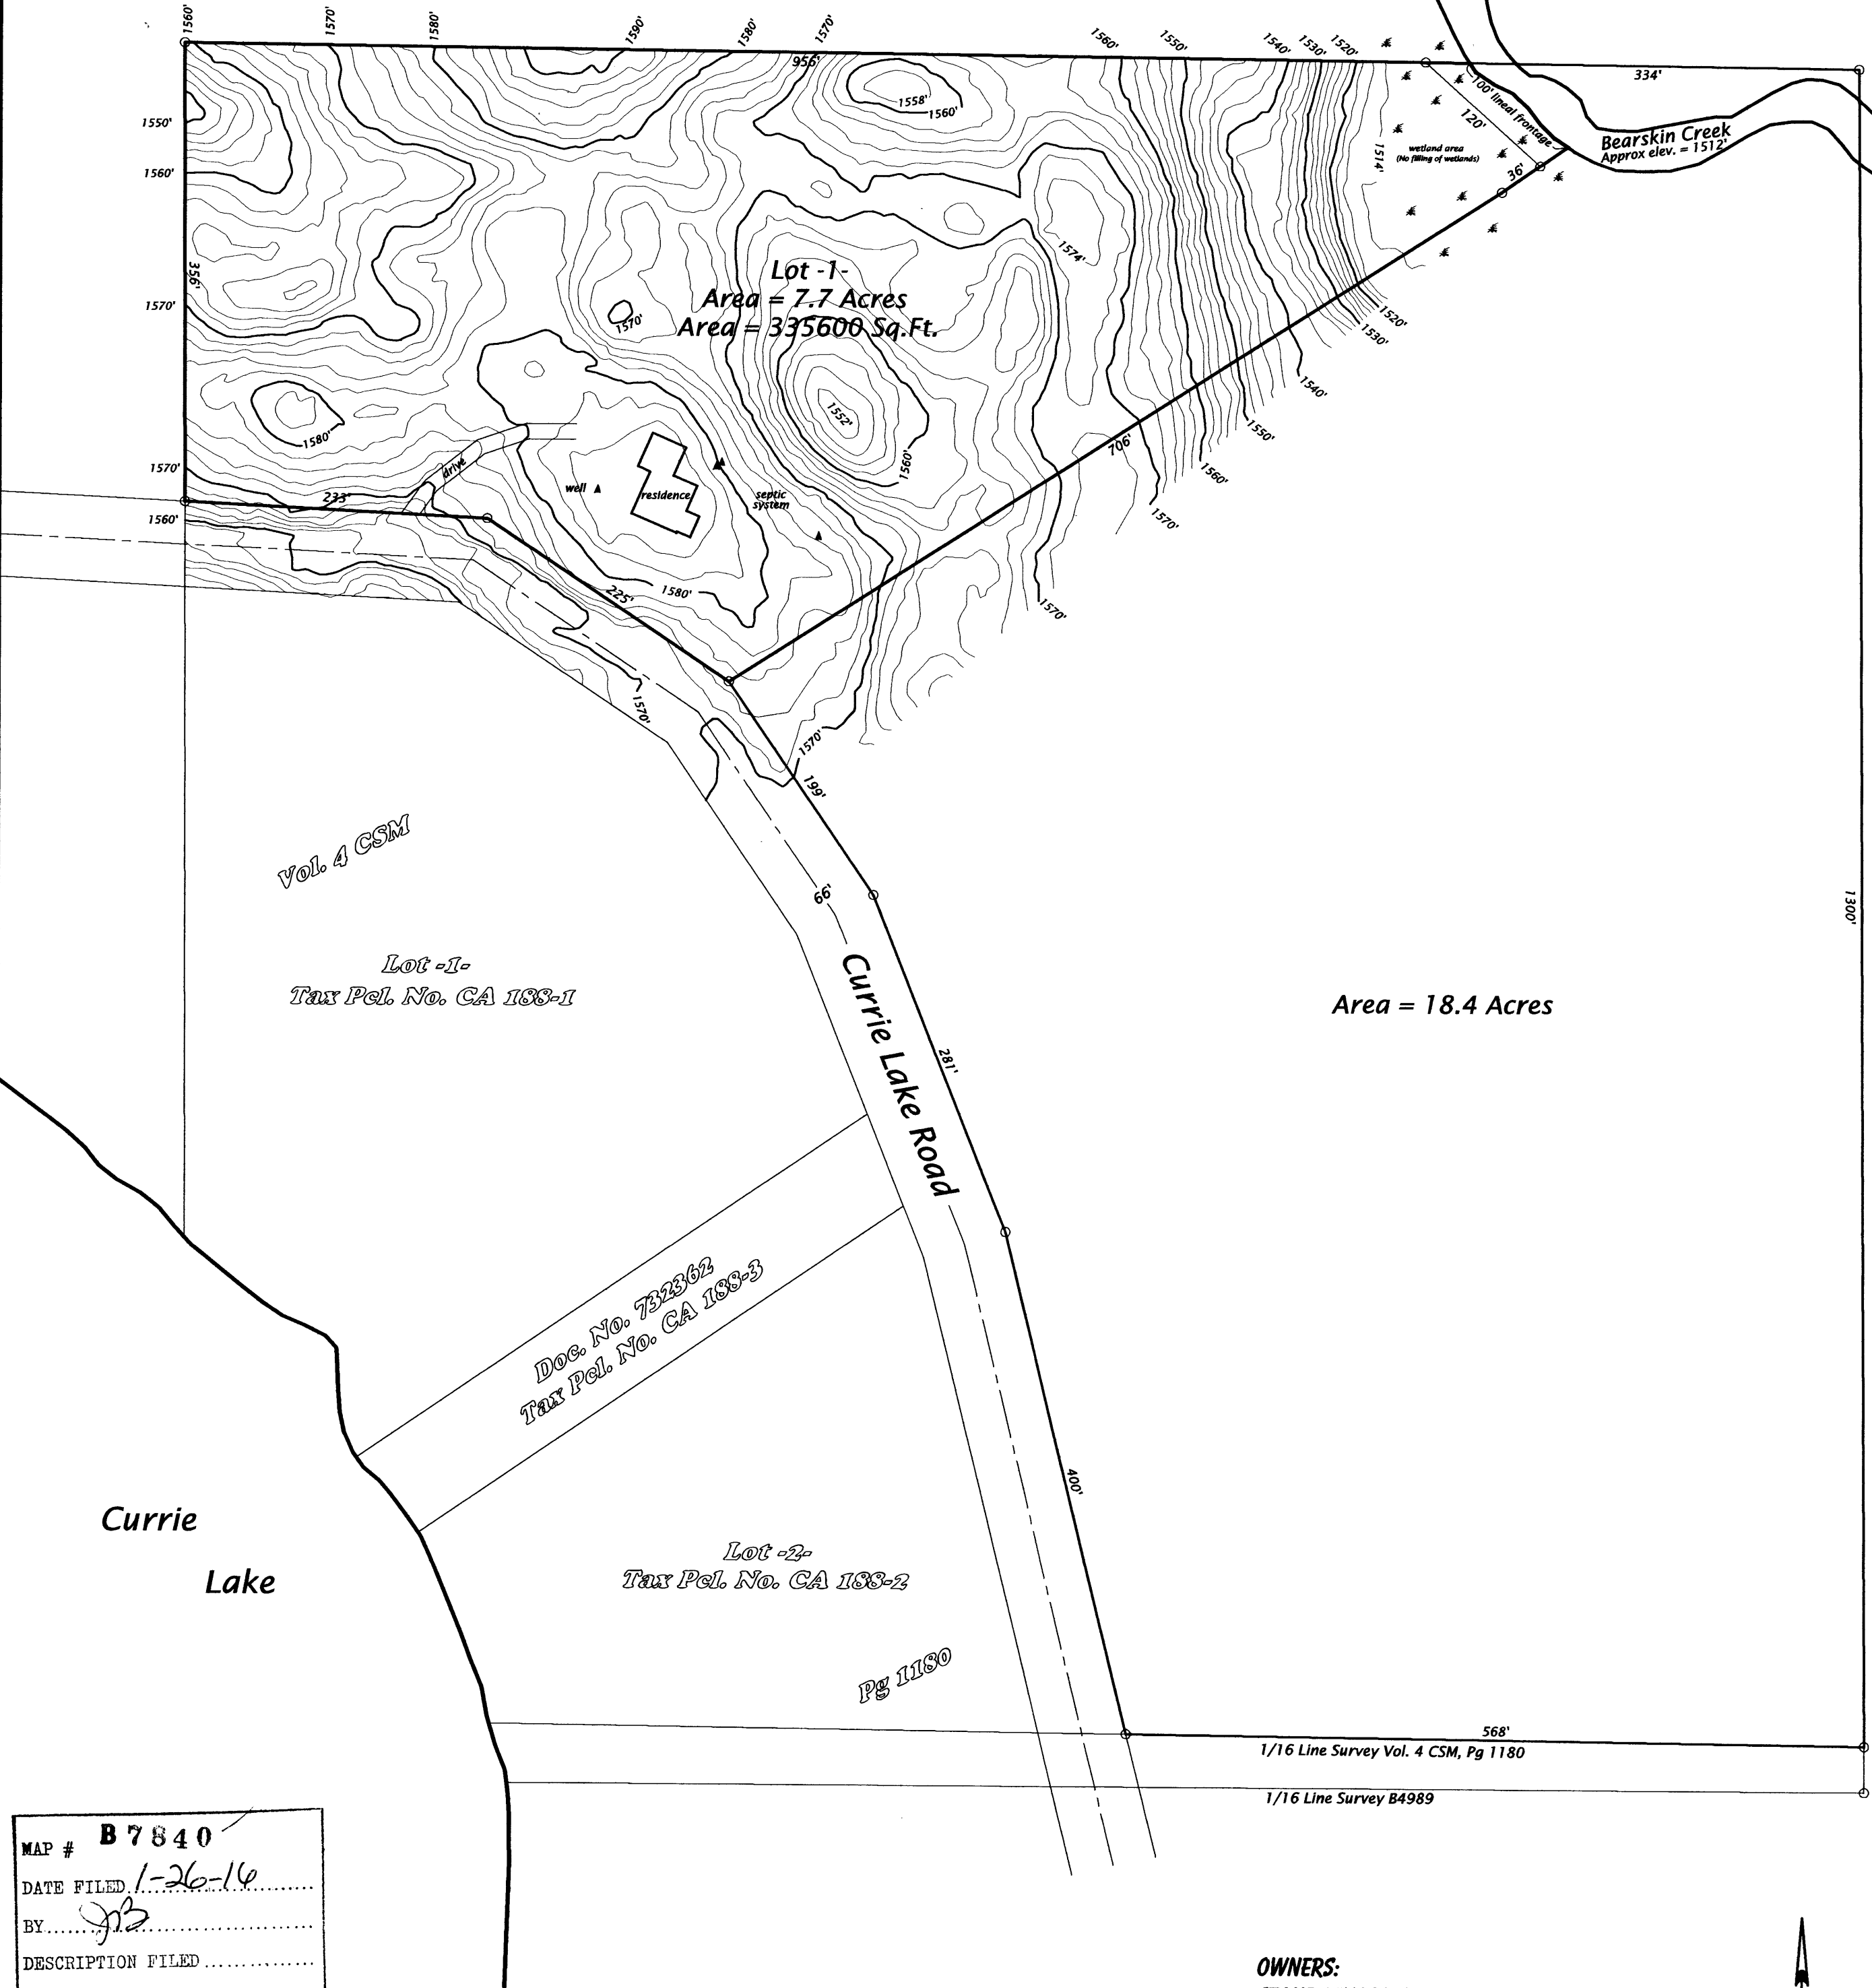 1560'
1570'
1580'
1590'
1580'
1570'
1560'
1550'
1540'
1530'
1520'
956'
334'
1558'
1560'
100' lineal frontage
120'
Bearskin Creek
Approx elev. = 1512'
wetland area
(No filling of wetlands)
1514'
36'
1550'
1560'
356'
1570'
1574'
Lot -1-
Area = 7.7 Acres
Area = 335600 Sq.Ft.
1570'
1520'
1530'
1540'
1552'
1580'
1550'
706'
1560'
1560'
1570'
drive
233'
well
residence
septic
system
1560'
1570'
225'
1580'
1570'
1570'
1570'
199'
Vol. 4 CSM
66'
1300'
Lot -1-
Tax Pcl. No. CA 188-1
Currie Lake Road
281'
Area = 18.4 Acres
Doc. No. 732362
Tax Pcl. No. CA 188-3
400'
Currie
Lake
Lot -2-
Tax Pcl. No. CA 188-2
Pg 1180
568'
1/16 Line Survey Vol. 4 CSM, Pg 1180
1/16 Line Survey B4989
MAP # B7840
DATE FILED 1-26-16
BY JB
DESCRIPTION FILED
OWNERS: